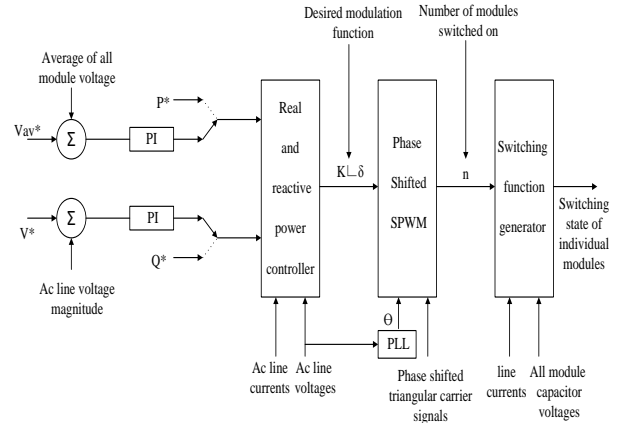 Desired modulation
function
Number of modules
switched on
Average of all
module voltage
P*
Real
and
reactive
power
controller
Phase
Shifted
SPWM
Switching
function
generator
Vav*
Σ
PI
K∟δ
n
Switching
state of
individual
modules
V*
Σ
PI
Q*
Ac line voltage
magnitude
θ
PLL
Ac line
currents
Ac line
voltages
Phase shifted
triangular carrier
signals
line
currents
All module
capacitor
voltages